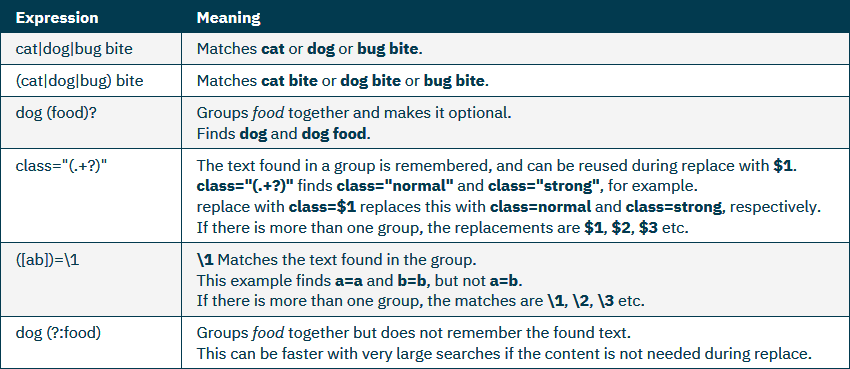 Expression Meaning
cat|dog|bug bite Matches cat or dog or bug bite.
(cat|dog|bug) bite Matches cat bite or dog bite or bug bite.
dog (food)? Groups food together and makes it optional.
Finds dog and dog food.
class="(.+?)" The text found in a group is remembered, and can be reused during replace with $1.
class="(.+?)" finds class="normal" and class="strong", for example.
replace with class=$1 replaces this with class=normal and class=strong, respectively.
If there is more than one group, the replacements are $1, $2, $3 etc.
([ab])=\1 \1 Matches the text found in the group.
This example finds a=a and b=b, but not a=b.
If there is more than one group, the matches are \1, \2, \3 etc.
dog (?:food) Groups food together but does not remember the found text.
This can be faster with very large searches if the content is not needed during replace.